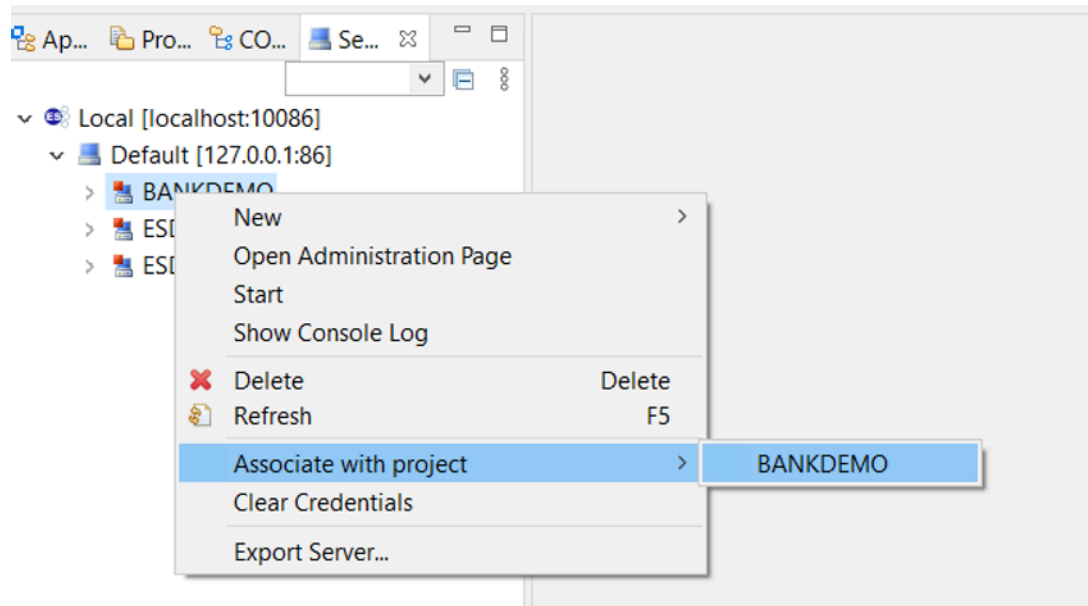 Ap... Pro... CO... Se...
Local [localhost:10086]
Default [127.0.0.1:86]
BANKDEMO
New
Open Administration Page
Start
Show Console Log
Delete Delete
Refresh F5
Associate with project BANKDEMO
Clear Credentials
Export Server...